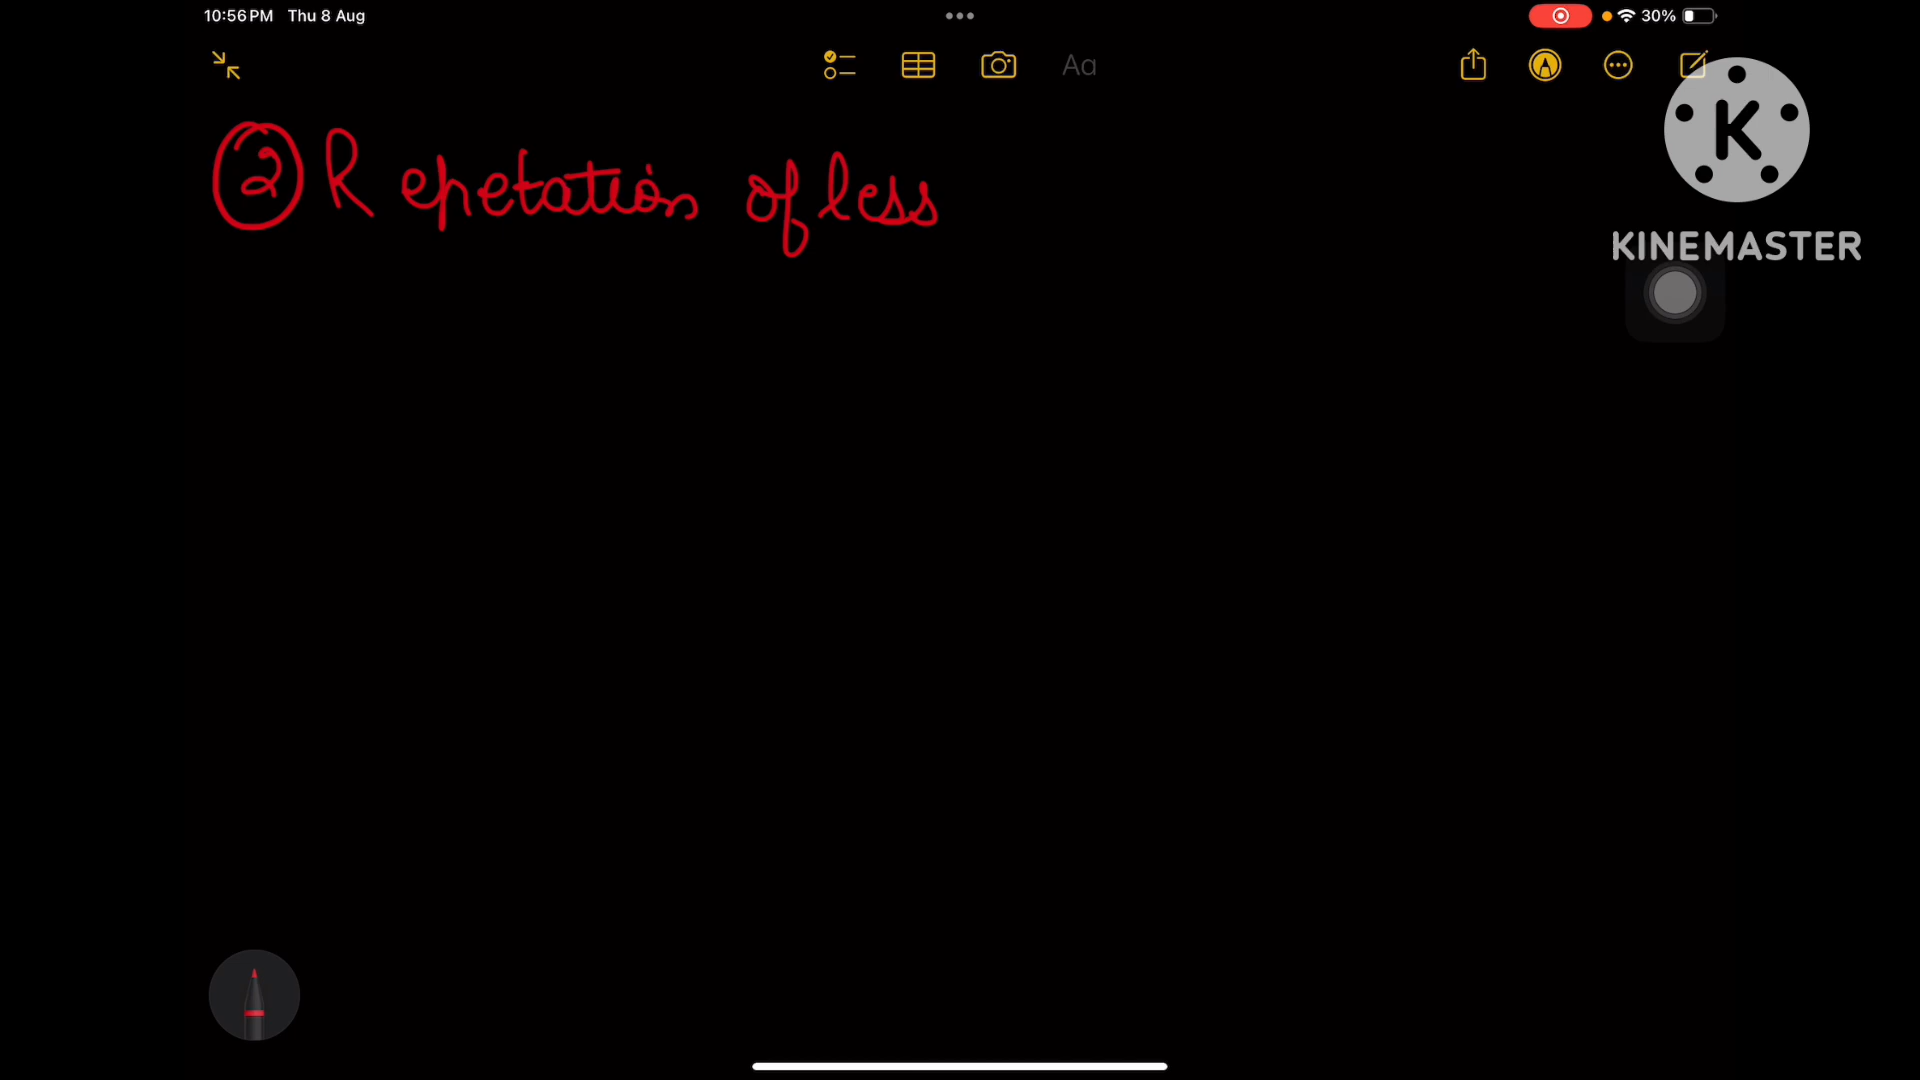 10:56 PM Thu 8 Aug
30%
Aa
K
KINEMASTER
② Repetation of less